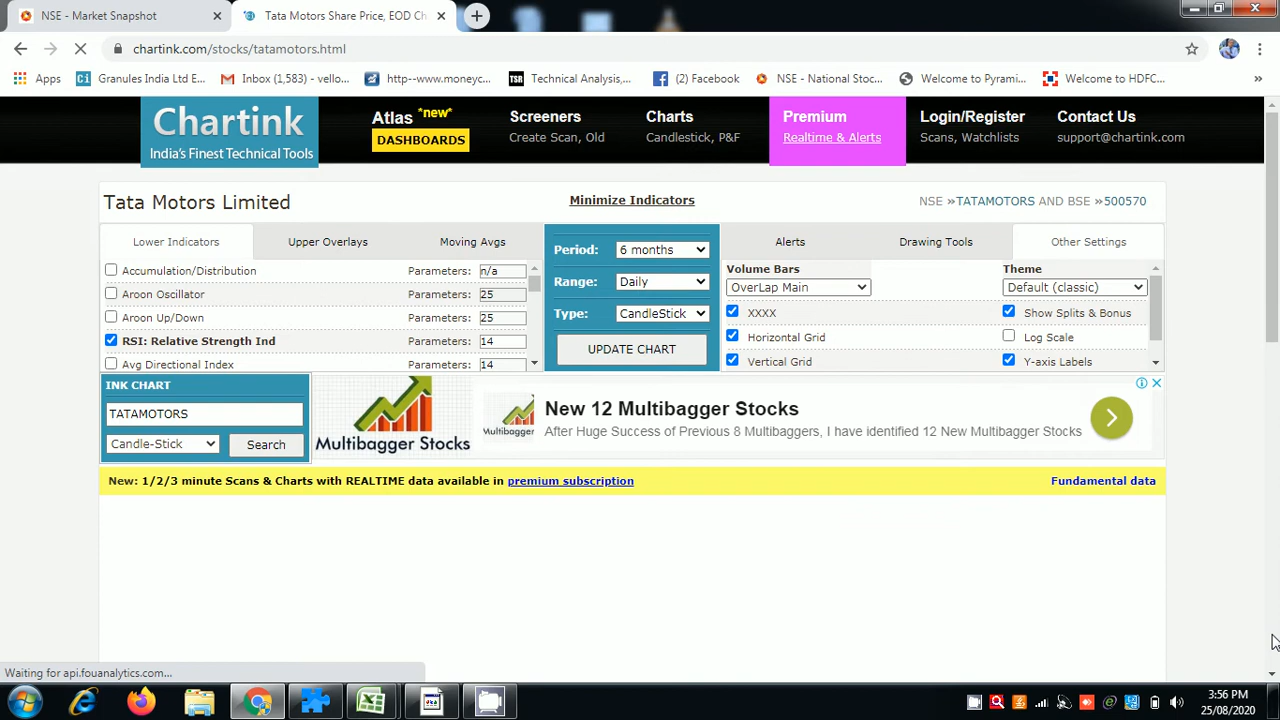 NSE - Market Snapshot
Tata Motors Share Price, EOD Ch
chartink.com/stocks/tatamotors.html
Apps
Granules India Ltd E...
Inbox (1,583) - vello...
http--www.moneyc...
Technical Analysis,...
(2) Facebook
NSE - National Stoc...
Welcome to Pyrami...
Welcome to HDFC...
»
Chartink
India's Finest Technical Tools
Atlas *new*
DASHBOARDS
Screeners
Create Scan, Old
Charts
Candlestick, P&F
Premium
Realtime & Alerts
Login/Register
Scans, Watchlists
Contact Us
support@chartink.com
Tata Motors Limited
Minimize Indicators
NSE »TATAMOTORS AND BSE »500570
Lower Indicators
Upper Overlays
Moving Avgs
Accumulation/Distribution Parameters: n/a
Aroon Oscillator Parameters: 25
Aroon Up/Down Parameters: 25
RSI: Relative Strength Ind Parameters: 14
Avg Directional Index Parameters: 14
Period: 6 months
Range: Daily
Type: CandleStick
UPDATE CHART
Alerts
Drawing Tools
Other Settings
Volume Bars
OverLap Main
XXXX
Horizontal Grid
Vertical Grid
Theme
Default (classic)
Show Splits & Bonus
Log Scale
Y-axis Labels
INK CHART
TATAMOTORS
Candle-Stick
Search
Multibagger Stocks
Multibagger
New 12 Multibagger Stocks
After Huge Success of Previous 8 Multibaggers, I have identified 12 New Multibagger Stocks
New: 1/2/3 minute Scans & Charts with REALTIME data available in premium subscription
Fundamental data
Waiting for api.fouanalytics.com...
3:56 PM
25/08/2020